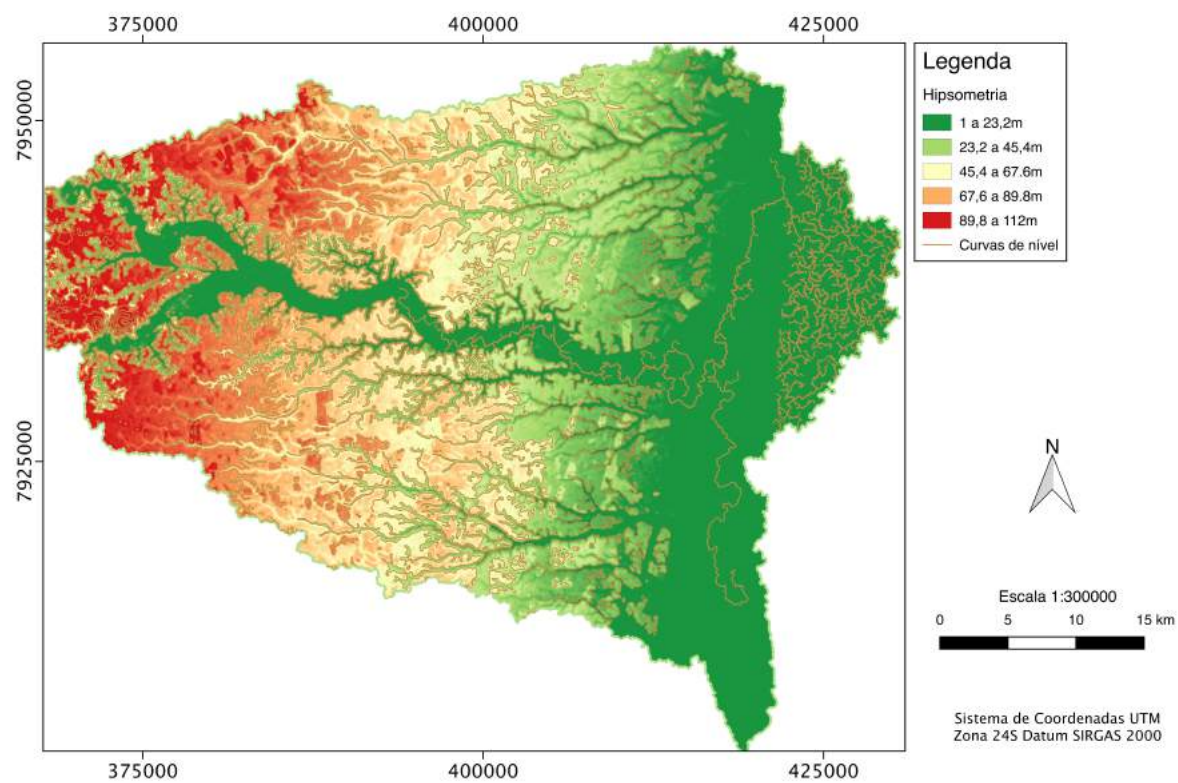 375000
400000
425000
7950000
7925000
Legenda
Hipsometria
1 a 23,2m
23,2 a 45,4m
45,4 a 67.6m
67,6 a 89.8m
89,8 a 112m
Curvas de nível
N
Escala 1:300000
0 5 10 15 km
Sistema de Coordenadas UTM
Zona 24S Datum SIRGAS 2000
375000
400000
425000